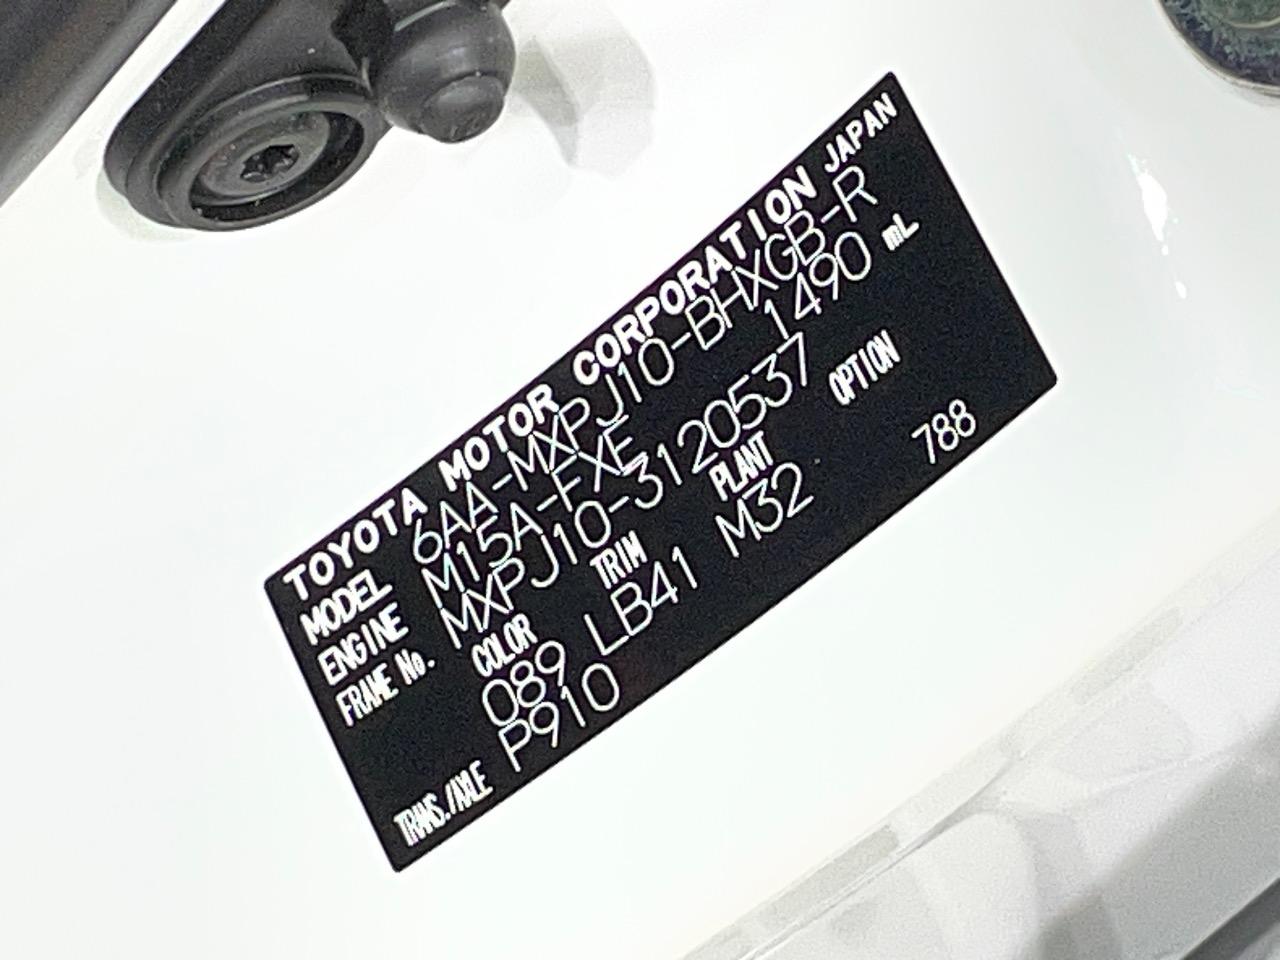 TOYOTA MOTOR CORPORATION JAPAN
MODEL 6AA-MXPJ10-BHXGB-R
ENGINE M15A-FXE 1490 mL
FRAME No. MXPJ10-3120537
COLOR TRIM PLANT OPTION
089 LB41 M32 788
TRANS./AXLE P910